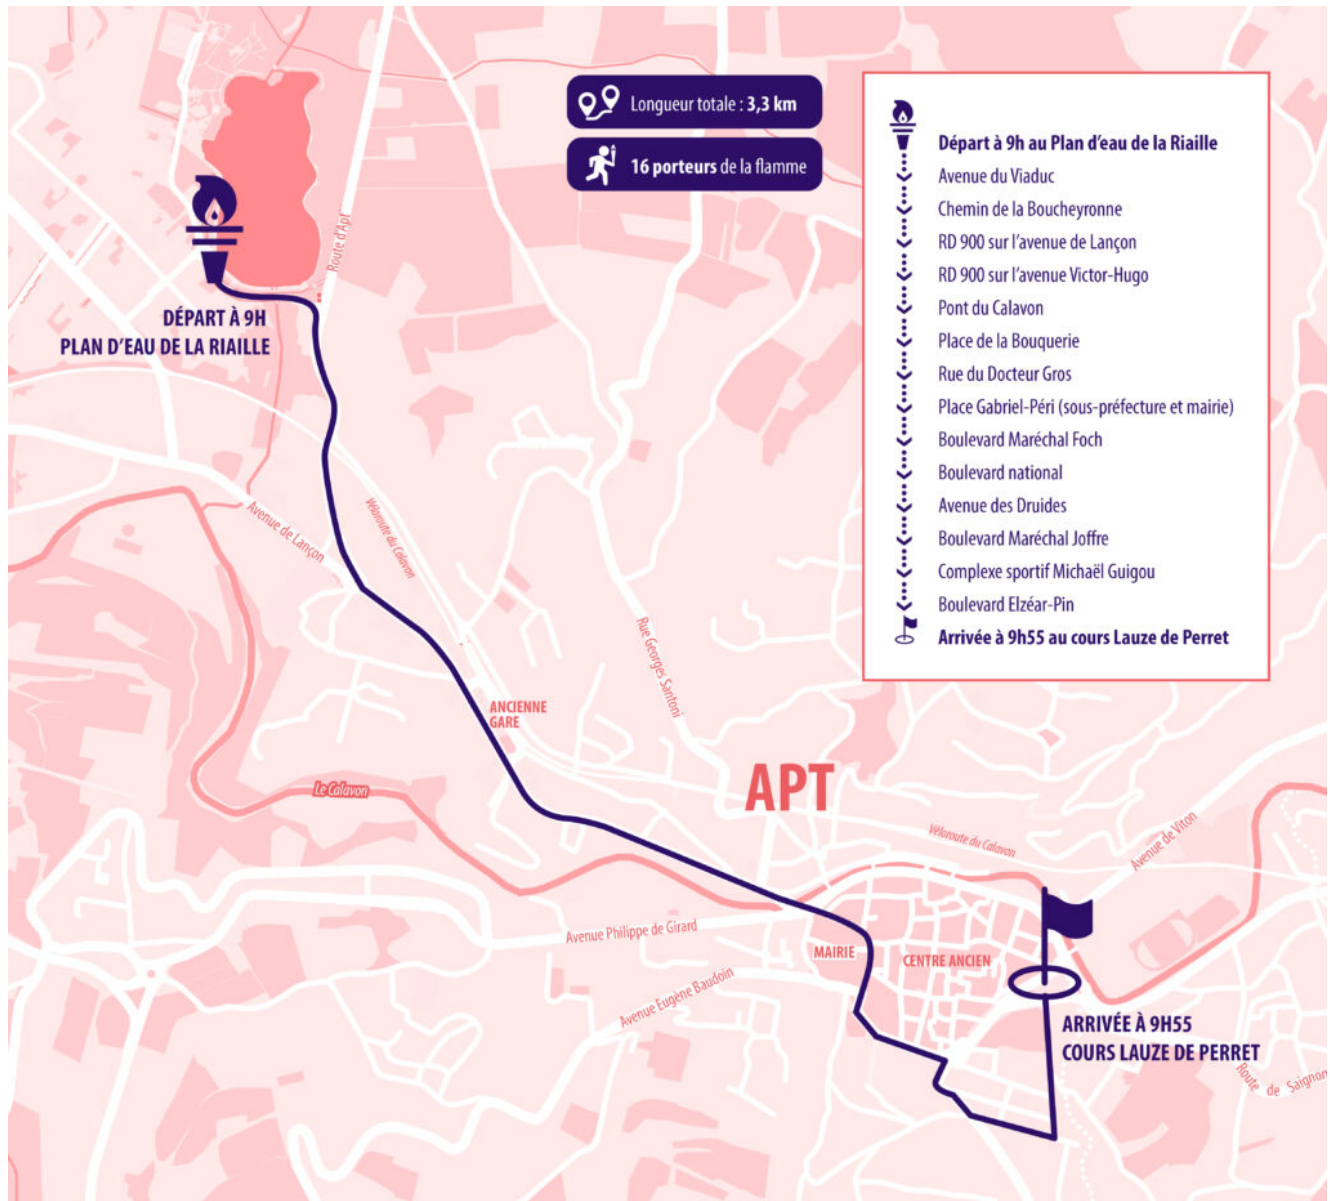 Longueur totale : 3,3 km
16 porteurs de la flamme
Départ à 9h au Plan d'eau de la Riaille
Avenue du Viaduc
Chemin de la Boucheyronne
RD 900 sur l'avenue de Lançon
RD 900 sur l'avenue Victor-Hugo
Pont du Calavon
Place de la Bouquerie
Rue du Docteur Gros
Place Gabriel-Péri (sous-préfecture et mairie)
Boulevard Maréchal Foch
Boulevard national
Avenue des Druides
Boulevard Maréchal Joffre
Complexe sportif Michaël Guigou
Boulevard Elzéar-Pin
Arrivée à 9h55 au cours Lauze de Perret
Route d'Apt
DÉPART À 9H
PLAN D'EAU DE LA RIAILLE
Avenue de Lançon
Véloroute du Calavon
Rue Georges Santoni
ANCIENNE
GARE
Le Calavon
APT
Véloroute du Calavon
Avenue de Viton
Avenue Philippe de Girard
MAIRIE
CENTRE ANCIEN
Avenue Eugène Baudoin
ARRIVÉE À 9H55
COURS LAUZE DE PERRET
Route de Saignon